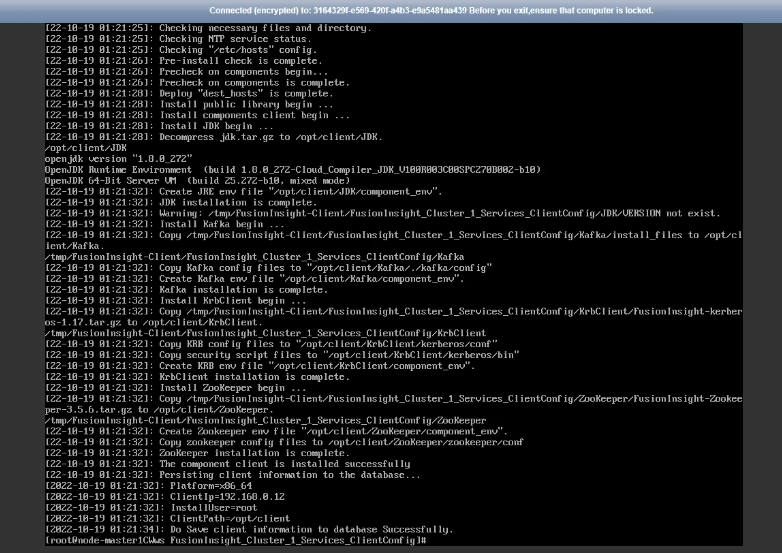 Connected (encrypted) to: 3164329f-e569-420f-a4b3-e9a5481aa439 Before you exit,ensure that computer is locked.
[22-10-19 01:21:25]: Checking necessary files and directory.
[22-10-19 01:21:25]: Checking NTP service status.
[22-10-19 01:21:25]: Checking "/etc/hosts" config.
[22-10-19 01:21:26]: Pre-install check is complete.
[22-10-19 01:21:26]: Precheck on components begin...
[22-10-19 01:21:26]: Precheck on components is complete.
[22-10-19 01:21:28]: Deploy "dest_hosts" is complete.
[22-10-19 01:21:28]: Install public library begin ...
[22-10-19 01:21:28]: Install components client begin ...
[22-10-19 01:21:28]: Install JDK begin ...
[22-10-19 01:21:28]: Decompress jdk.tar.gz to /opt/client/JDK.
/opt/client/JDK
openjdk version "1.8.0_272"
OpenJDK Runtime Environment  (build 1.8.0_272-Cloud_Compiler_JDK_V100R003C00SPC270B002-b10)
OpenJDK 64-Bit Server VM  (build 25.272-b10, mixed mode)
[22-10-19 01:21:32]: Create JRE env file "/opt/client/JDK/component_env".
[22-10-19 01:21:32]: JDK installation is complete.
[22-10-19 01:21:32]: Warning: /tmp/FusionInsight-Client/FusionInsight_Cluster_1_Services_ClientConfig/JDK/VERSION not exist.
[22-10-19 01:21:32]: Install Kafka begin ...
[22-10-19 01:21:32]: Copy /tmp/FusionInsight-Client/FusionInsight_Cluster_1_Services_ClientConfig/Kafka/install_files to /opt/cl
ient/Kafka.
/tmp/FusionInsight-Client/FusionInsight_Cluster_1_Services_ClientConfig/Kafka
[22-10-19 01:21:32]: Copy Kafka config files to "/opt/client/Kafka/./kafka/config"
[22-10-19 01:21:32]: Create Kafka env file "/opt/client/Kafka/component_env".
[22-10-19 01:21:32]: Kafka installation is complete.
[22-10-19 01:21:32]: Install KrbClient begin ...
[22-10-19 01:21:32]: Copy /tmp/FusionInsight-Client/FusionInsight_Cluster_1_Services_ClientConfig/KrbClient/FusionInsight-kerber
os-1.17.tar.gz to /opt/client/KrbClient.
/tmp/FusionInsight-Client/FusionInsight_Cluster_1_Services_ClientConfig/KrbClient
[22-10-19 01:21:32]: Copy KRB config files to "/opt/client/KrbClient/kerberos/conf"
[22-10-19 01:21:32]: Copy security script files to "/opt/client/KrbClient/kerberos/bin"
[22-10-19 01:21:32]: Create KRB env file "/opt/client/KrbClient/component_env".
[22-10-19 01:21:32]: KrbClient installation is complete.
[22-10-19 01:21:32]: Install ZooKeeper begin ...
[22-10-19 01:21:32]: Copy /tmp/FusionInsight-Client/FusionInsight_Cluster_1_Services_ClientConfig/ZooKeeper/FusionInsight-Zookee
per-3.5.6.tar.gz to /opt/client/ZooKeeper.
/tmp/FusionInsight-Client/FusionInsight_Cluster_1_Services_ClientConfig/ZooKeeper
[22-10-19 01:21:32]: Create Zookeeper env file "/opt/client/ZooKeeper/component_env".
[22-10-19 01:21:32]: Copy zookeeper config files to /opt/client/ZooKeeper/zookeeper/conf
[22-10-19 01:21:32]: ZooKeeper installation is complete.
[22-10-19 01:21:32]: The component client is installed successfully
[22-10-19 01:21:32]: Persisting client information to the database...
[2022-10-19 01:21:32]: Platform=x86_64
[2022-10-19 01:21:32]: ClientIp=192.168.0.12
[2022-10-19 01:21:32]: InstallUser=root
[2022-10-19 01:21:32]: ClientPath=/opt/client
[2022-10-19 01:21:34]: Do Save client information to database Successfully.
[root@node-master1CWws FusionInsight_Cluster_1_Services_ClientConfig]#